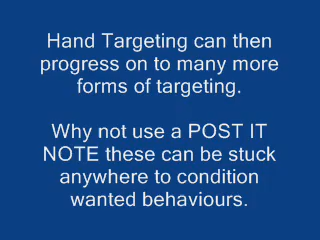 Hand Targeting can then
progress on to many more
forms of targeting.
Why not use a POST IT
NOTE these can be stuck
anywhere to condition
wanted behaviours.